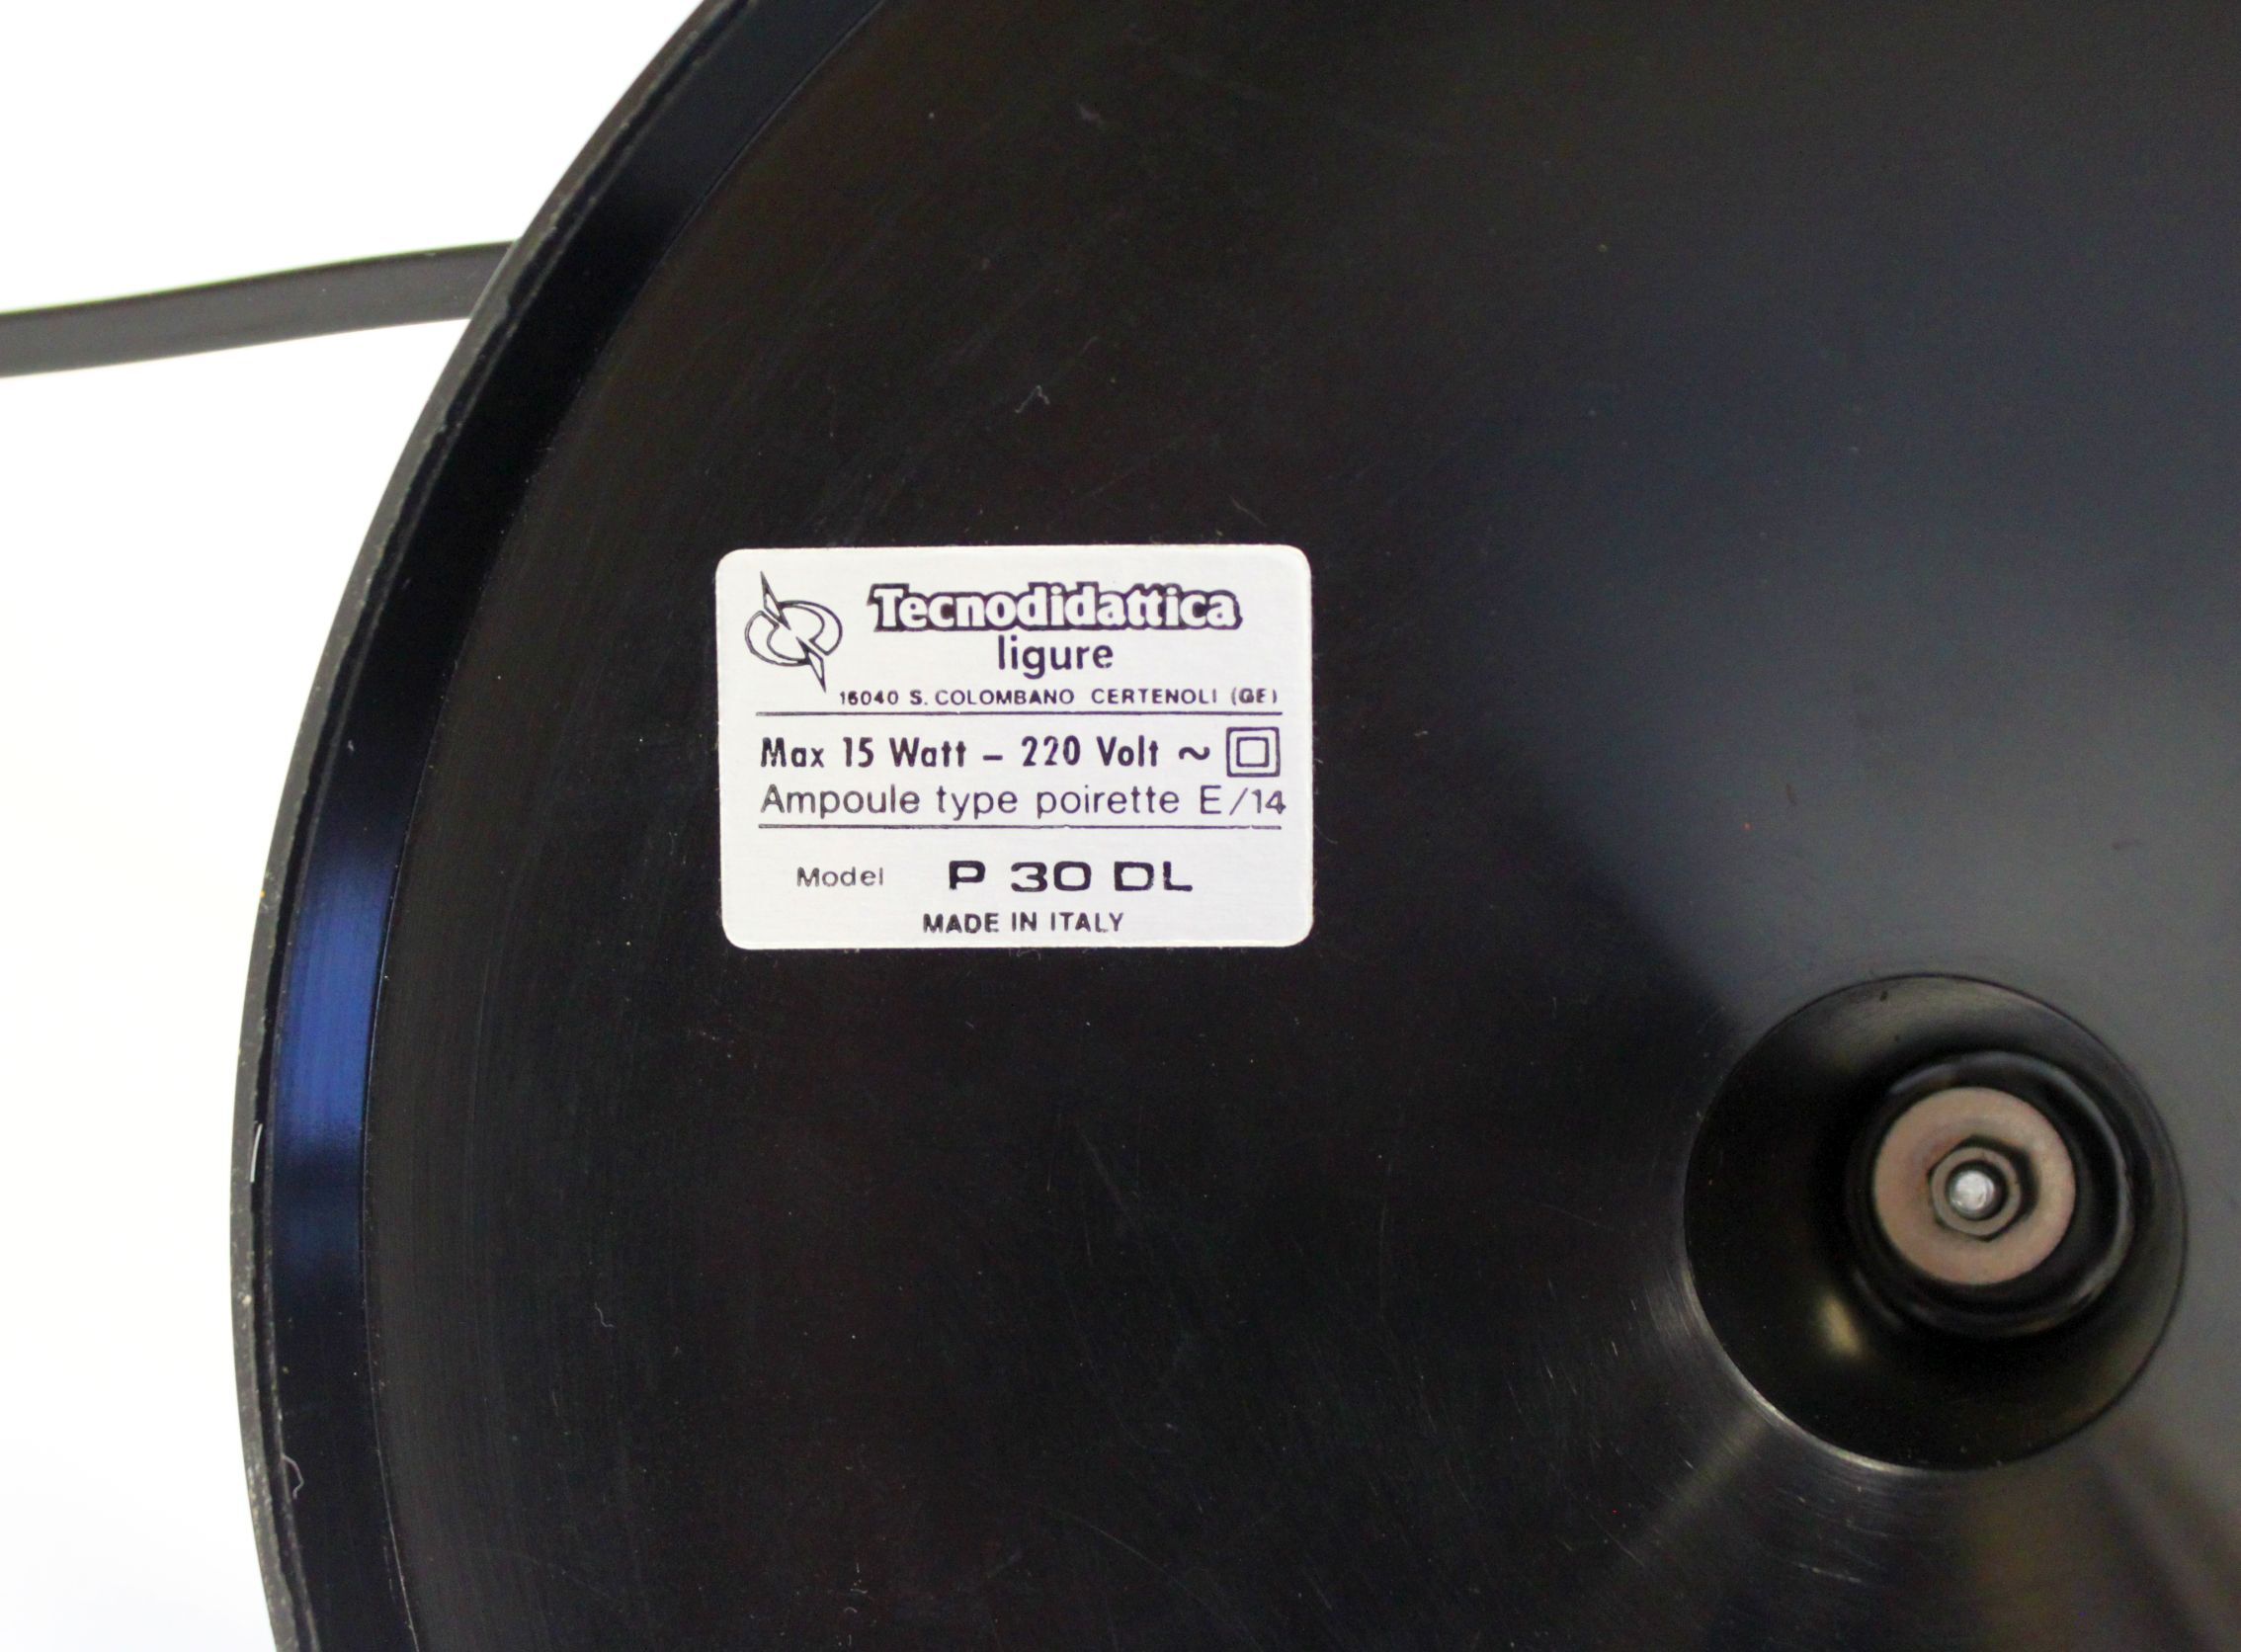 Tecnodidattica
ligure
16040 S. COLOMBANO CERTENOLI (GE)
Max 15 Watt – 220 Volt ~
Ampoule type poirette E/14
Model P 30 DL
MADE IN ITALY